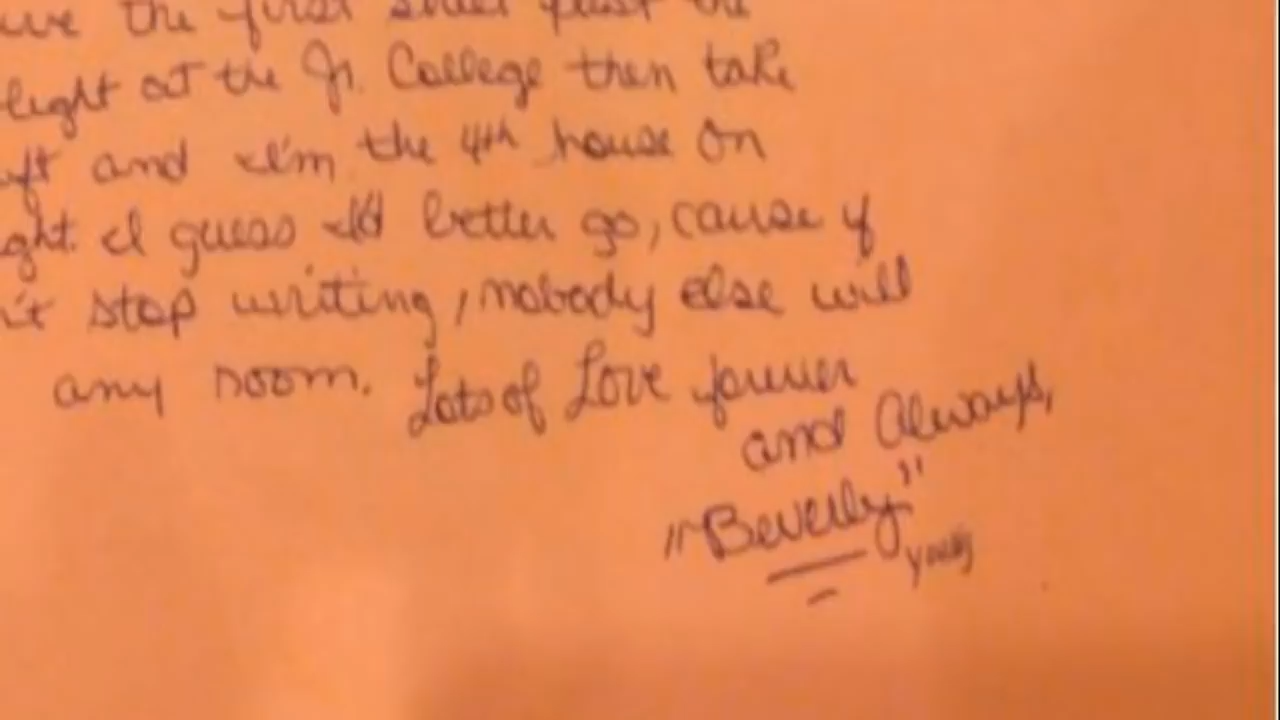 the first street past the
light at the Jr. College then take
and I'm the 4th house on
I guess I'd better go, cause if
stop writing, nobody else will
any room. Lots of Love forever
and Always,
"Beverly"